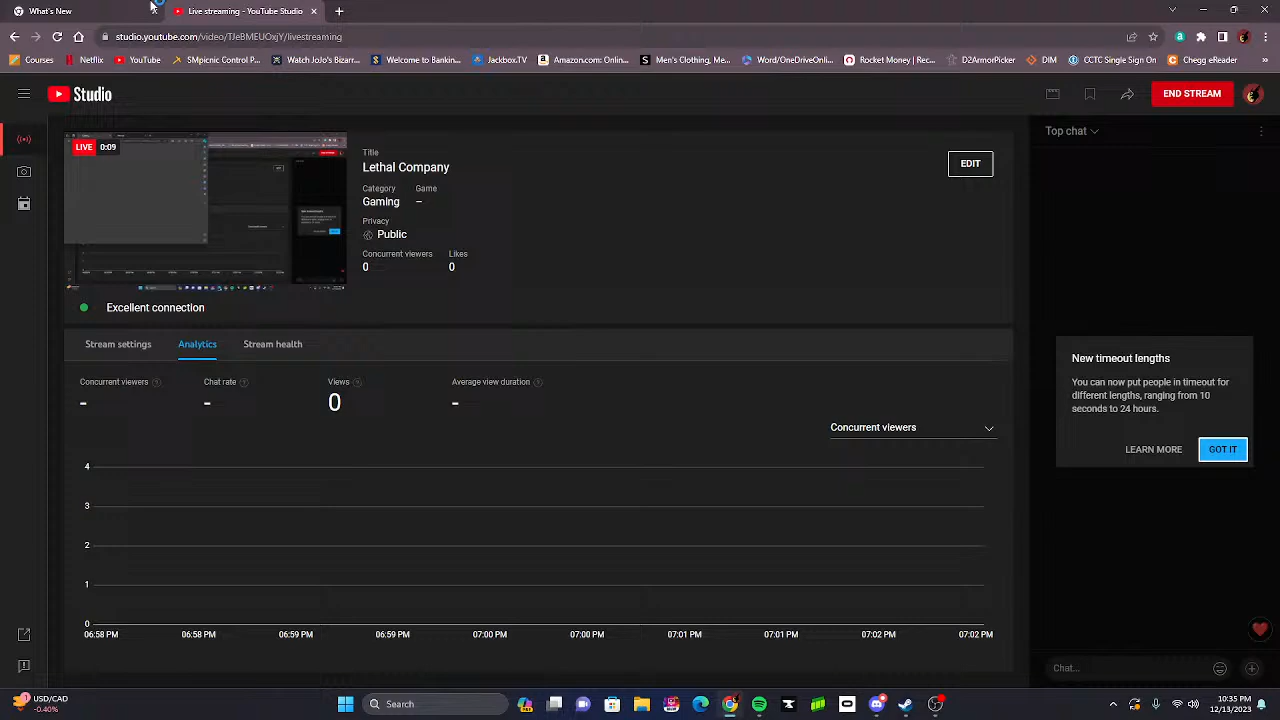 What's New
Live streaming - YouTube Studio
studio.youtube.com/video/TJeBMEUOxjY/livestreaming
Courses
Netflix
YouTube
SMpicnic Control P...
Watch JoJo's Bizarr...
Welcome to Bankin...
JackboxTV
Amazon.com: Onlin...
Men's Clothing, Me...
WoodsideDriveOnli...
Rocket Money (Rec...
DZArmorPicker
DIM
CCTC Single Sign On
Chegg eReader
Studio
END STREAM
LIVE 0:09
Title
Lethal Company
EDIT
Category Game
Gaming –
Privacy
Public
Concurrent viewers Likes
0 0
Excellent connection
Top chat
Stream settings
Analytics
Stream health
Concurrent viewers
Chat rate
Views
Average view duration
–
–
0
–
Concurrent viewers
4
3
2
1
0
06:58 PM
06:58 PM
06:59 PM
06:59 PM
07:00 PM
07:00 PM
07:01 PM
07:01 PM
07:02 PM
07:02 PM
New timeout lengths
You can now put people in timeout for
different lengths, ranging from 10
seconds to 24 hours.
LEARN MORE
GOT IT
Chat...
USD/CAD
-0.40%
Search
10:35 PM
12/13/2023